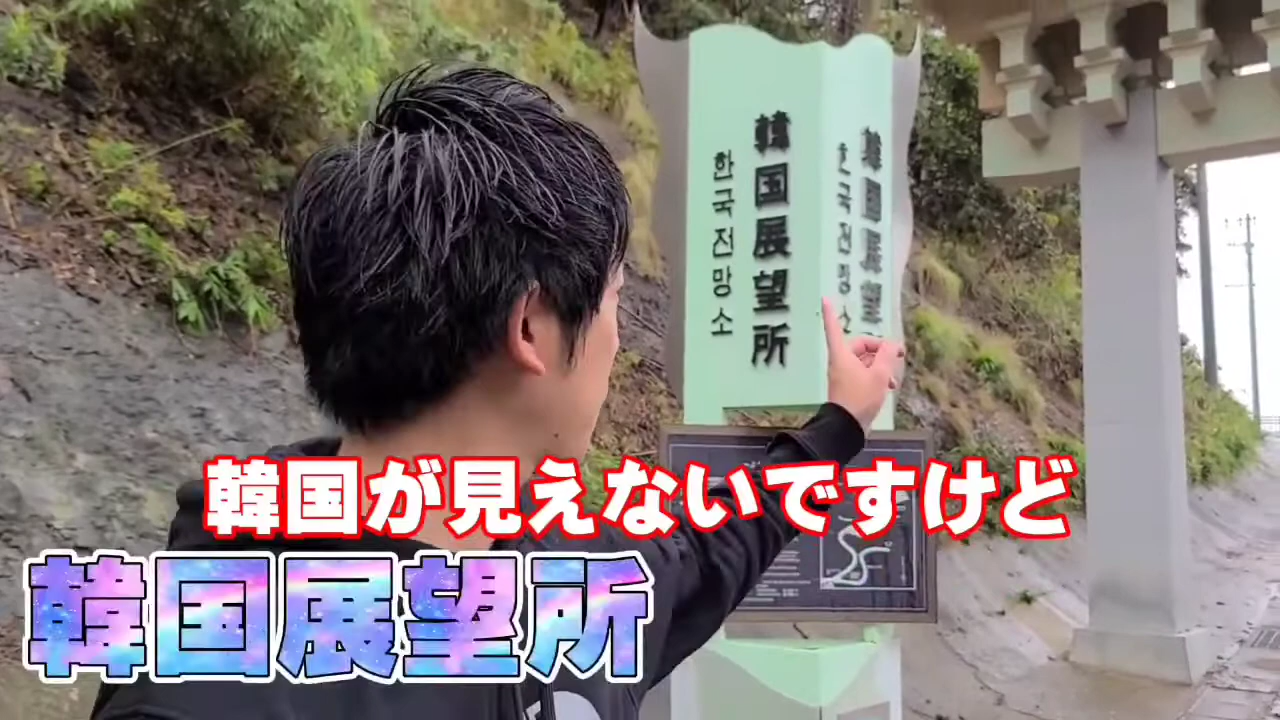 韓国展望所
한국전망소
韓国展望
한국전망소
韓国が見えないですけど
韓国展望所